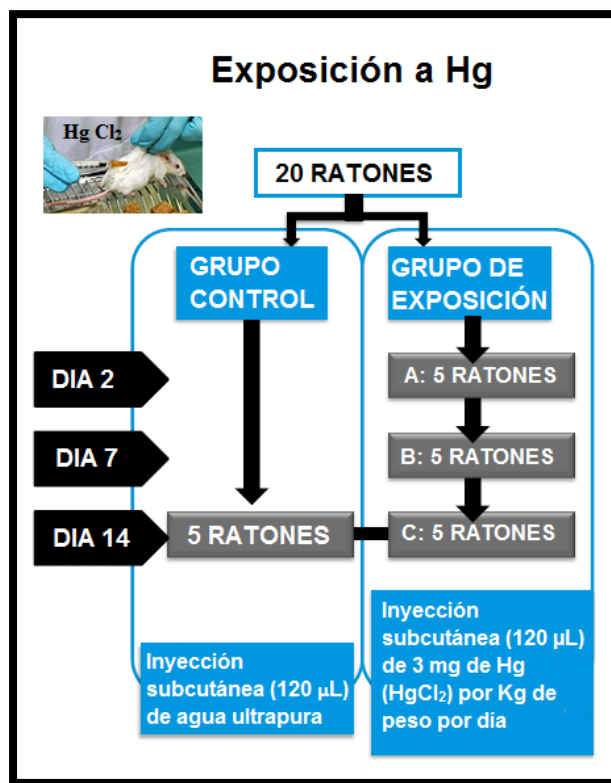 Exposición a Hg
Hg Cl₂
20 RATONES
GRUPO
CONTROL
GRUPO DE
EXPOSICIÓN
DIA 2
A: 5 RATONES
DIA 7
B: 5 RATONES
DIA 14
5 RATONES
C: 5 RATONES
Inyección
subcutánea (120 µL)
de agua ultrapura
Inyección
subcutánea (120 µL)
de 3 mg de Hg
(HgCl₂) por Kg de
peso por día